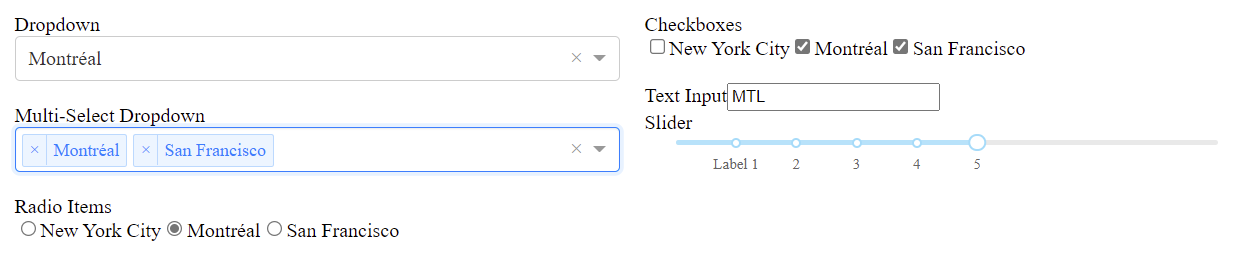 Dropdown
Montréal
Multi-Select Dropdown
× Montréal × San Francisco
Radio Items
New York City Montréal San Francisco
Checkboxes
New York City Montréal San Francisco
Text Input MTL
Slider
Label 1 2 3 4 5